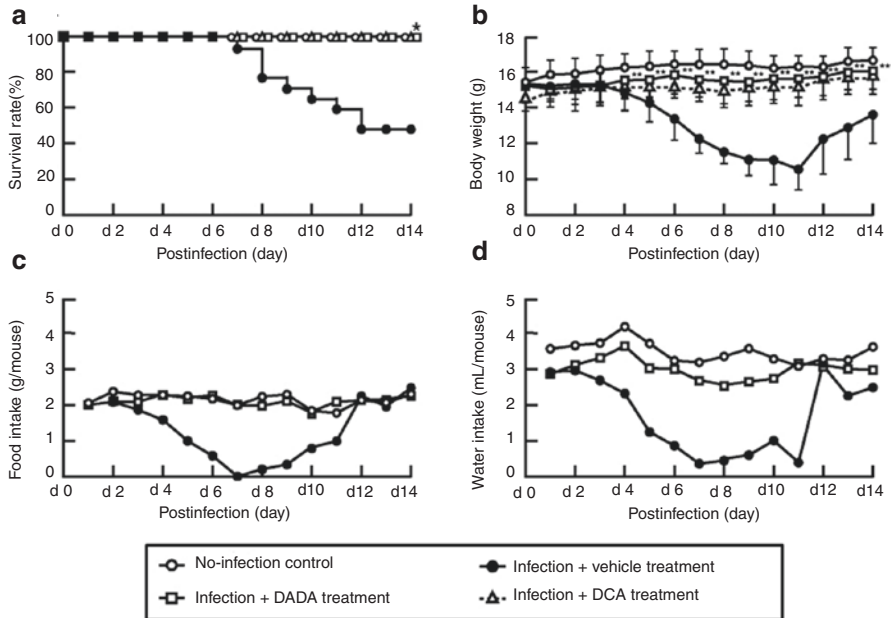 a
100
80
60
40
20
0
Survival rate(%)
*
d 0 d 2 d 4 d 6 d 8 d10 d12 d14
Postinfection (day)
b
18
16
14
12
10
8
Body weight (g)
** ** ** ** ** ** ** ** ** ** **
d 0 d 2 d 4 d 6 d 8 d10 d12 d14
Postinfection (day)
c
5
4
3
2
1
0
Food intake (g/mouse)
d 0 d 2 d 4 d 6 d 8 d10 d12 d14
Postinfection (day)
d
5
4
3
2
1
0
Water intake (mL/mouse)
d 0 d 2 d 4 d 6 d 8 d10 d12 d14
Postinfection (day)
No-infection control
Infection + vehicle treatment
Infection + DADA treatment
Infection + DCA treatment